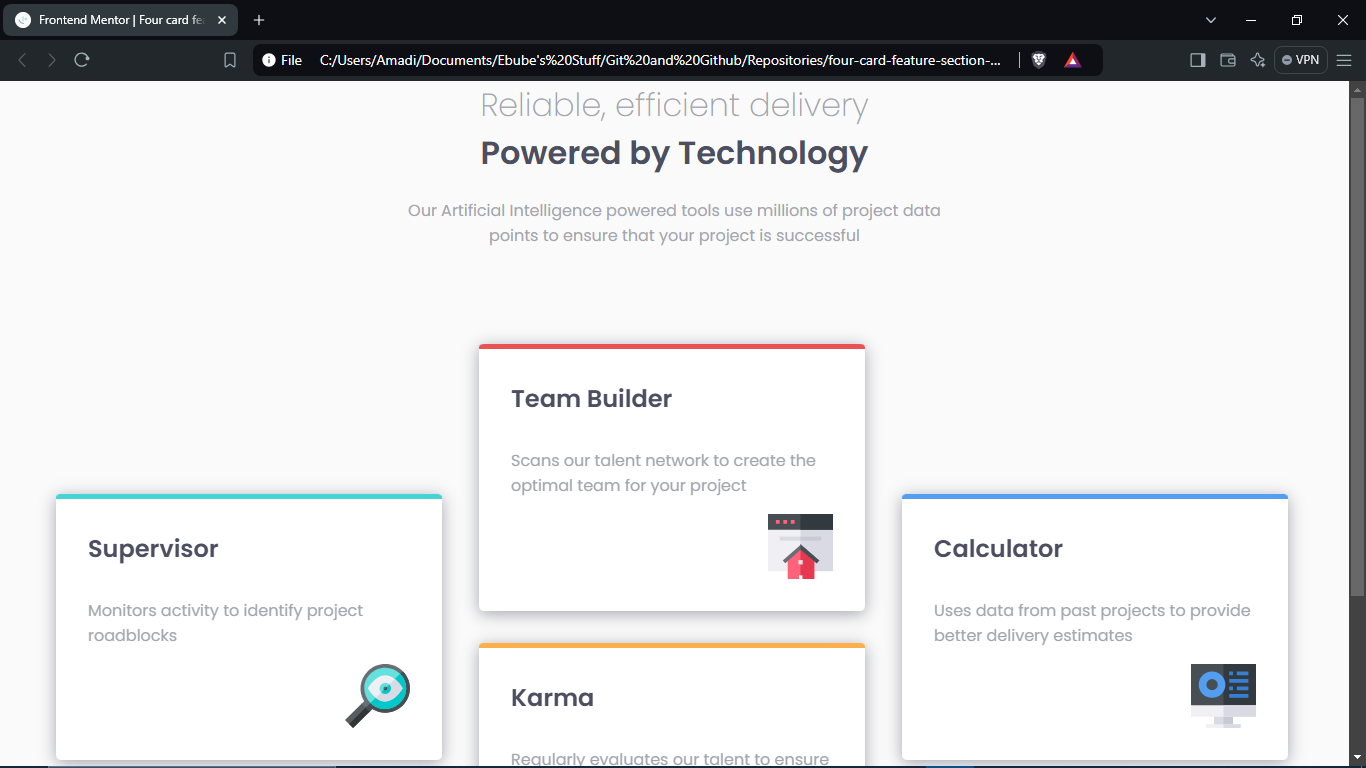 Frontend Mentor | Four card fe
File C:/Users/Amadi/Documents/Ebube's%20Stuff/Git%20and%20Github/Repositories/four-card-feature-section-...
VPN
Reliable, efficient delivery
Powered by Technology
Our Artificial Intelligence powered tools use millions of project data
points to ensure that your project is successful
Team Builder
Scans our talent network to create the
optimal team for your project
Supervisor
Monitors activity to identify project
roadblocks
Calculator
Uses data from past projects to provide
better delivery estimates
Karma
Regularly evaluates our talent to ensure